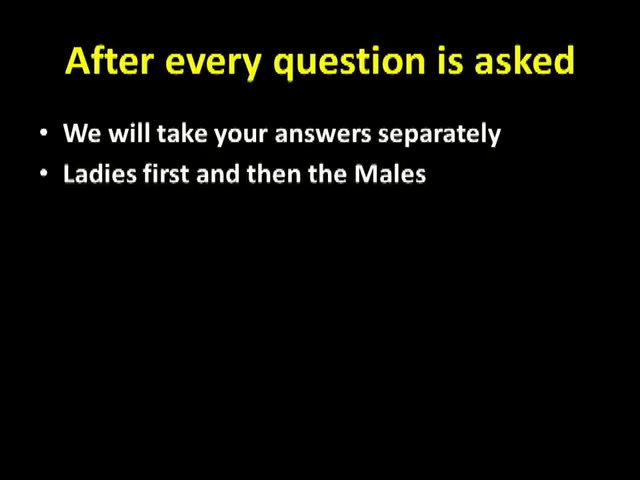 After every question is asked
• We will take your answers separately
• Ladies first and then the Males